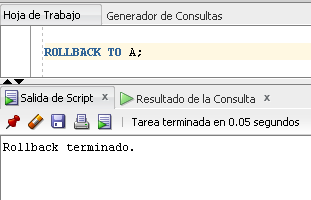 Hoja de Trabajo Generador de Consultas
ROLLBACK TO A;
Salida de Script x Resultado de la Consulta x
Tarea terminada en 0.05 segundos
Rollback terminado.